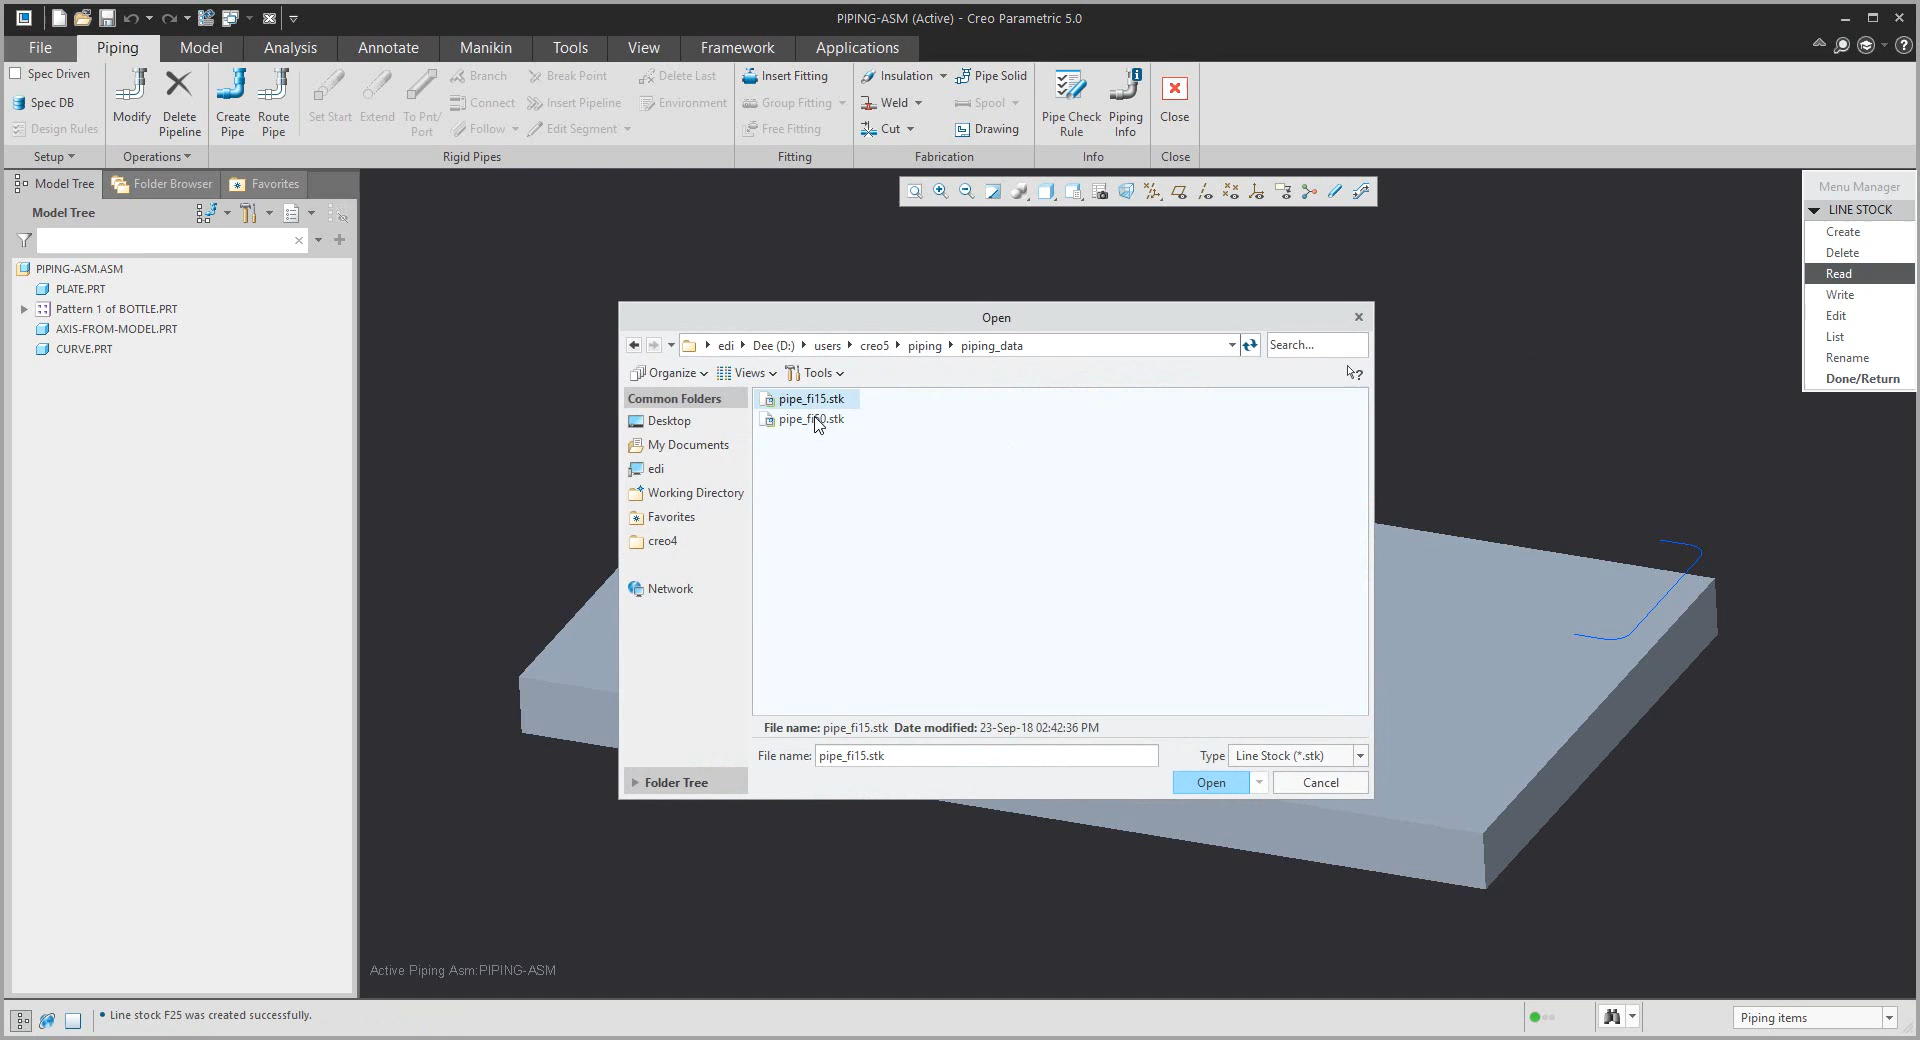 PIPING-ASM (Active) - Creo Parametric 5.0
File Piping Model Analysis Annotate Manikin Tools View Framework Applications
Spec Driven
Spec DB
Design Rules
Modify
Delete Pipeline
Create Pipe
Route Pipe
Set Start
Extend
To Pnt/ Port
Branch
Connect
Follow
Break Point
Insert Pipeline
Edit Segment
Delete Last
Environment
Insert Fitting
Group Fitting
Free Fitting
Insulation
Weld
Cut
Pipe Solid
Spool
Drawing
Pipe Check Rule
Piping Info
Close
Setup Operations Rigid Pipes Fitting Fabrication Info Close
Model Tree Folder Browser Favorites
Model Tree
PIPING-ASM.ASM
PLATE.PRT
Pattern 1 of BOTTLE.PRT
AXIS-FROM-MODEL.PRT
CURVE.PRT
Menu Manager
LINE STOCK
Create
Delete
Read
Write
Edit
List
Rename
Done/Return
Open
edi Dee (D:) users creo5 piping piping_data
Search...
Organize Views Tools
Common Folders
Desktop
My Documents
edi
Working Directory
Favorites
creo4
Network
Folder Tree
pipe_fi15.stk
File name: pipe_fi15.stk Date modified: 23-Sep-18 02:42:36 PM
File name: pipe_fi15.stk
Type Line Stock (*.stk)
Open Cancel
Active Piping Asm:PIPING-ASM
Line stock F25 was created successfully.
Piping items